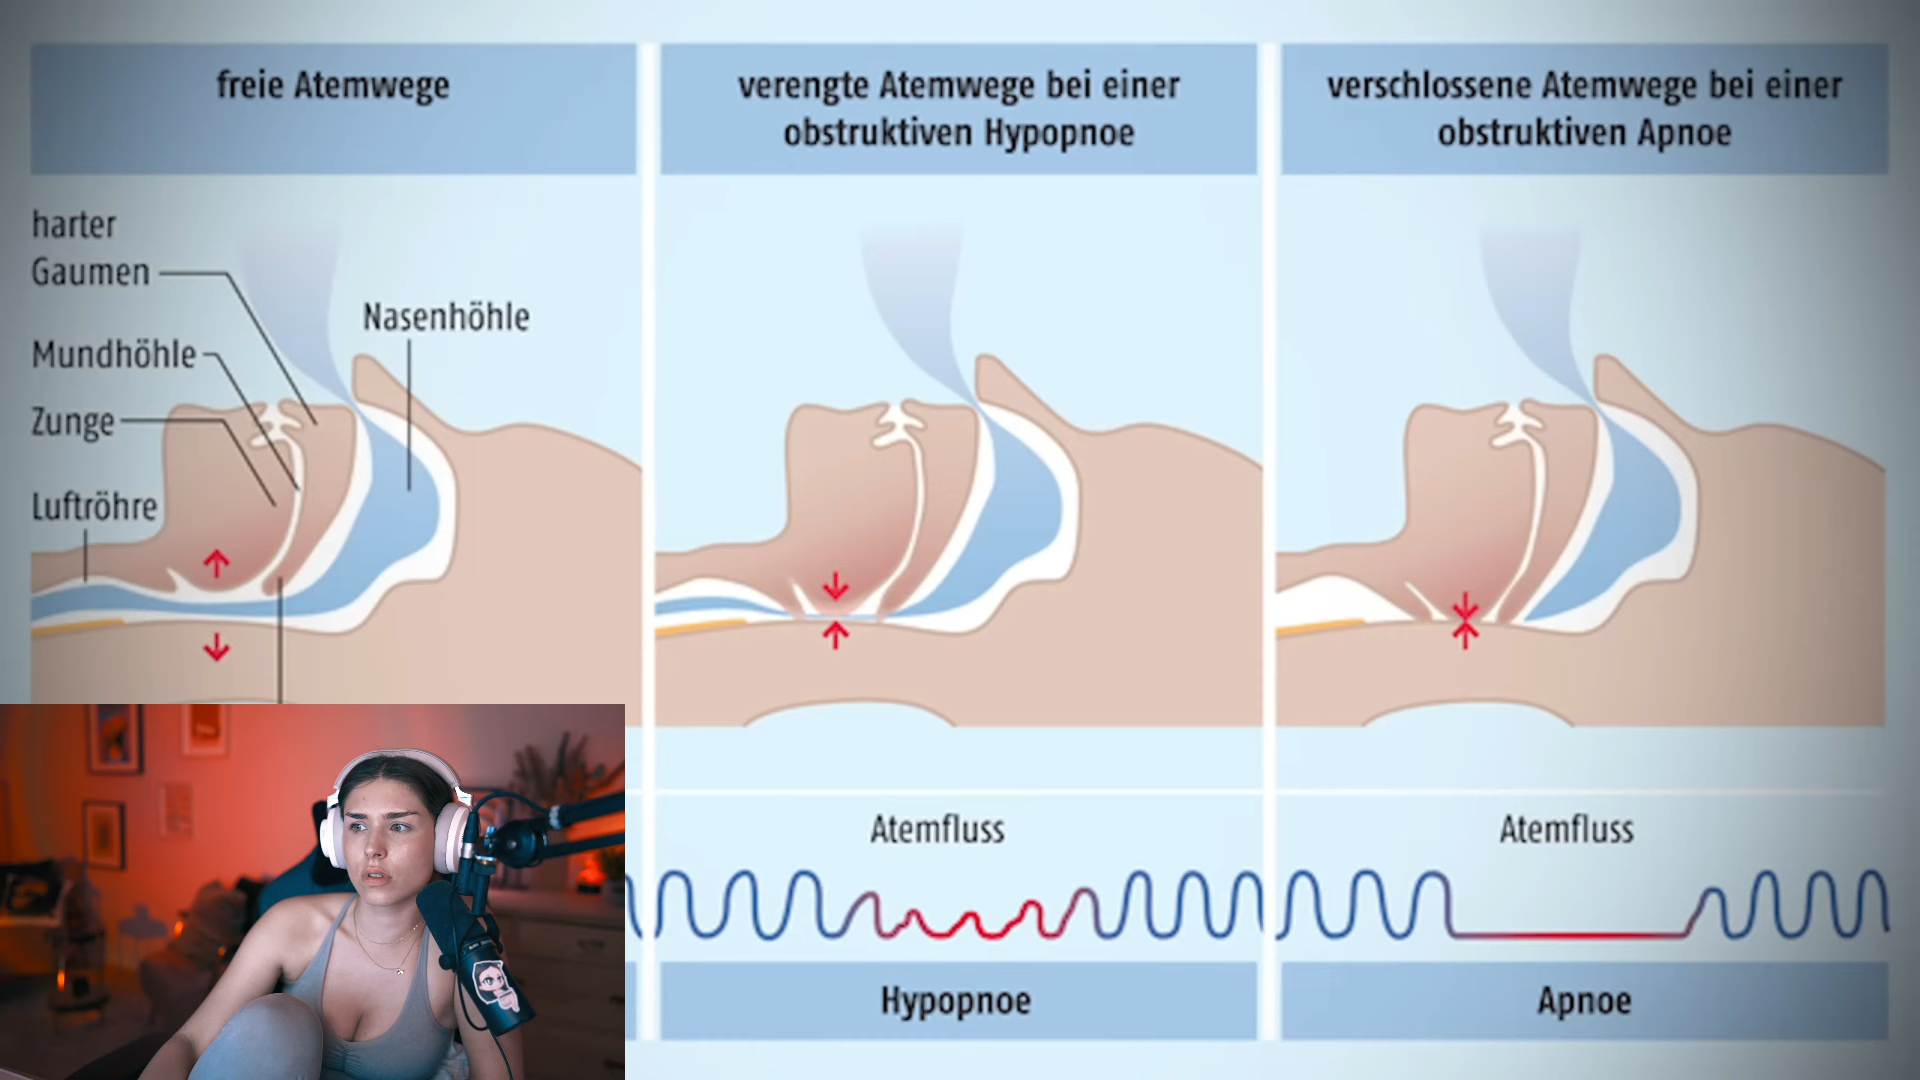 freie Atemwege
verengte Atemwege bei einer
obstruktiven Hypopnoe
verschlossene Atemwege bei einer
obstruktiven Apnoe
harter
Gaumen
Nasenhöhle
Mundhöhle
Zunge
Luftröhre
Atemfluss
Atemfluss
Hypopnoe
Apnoe